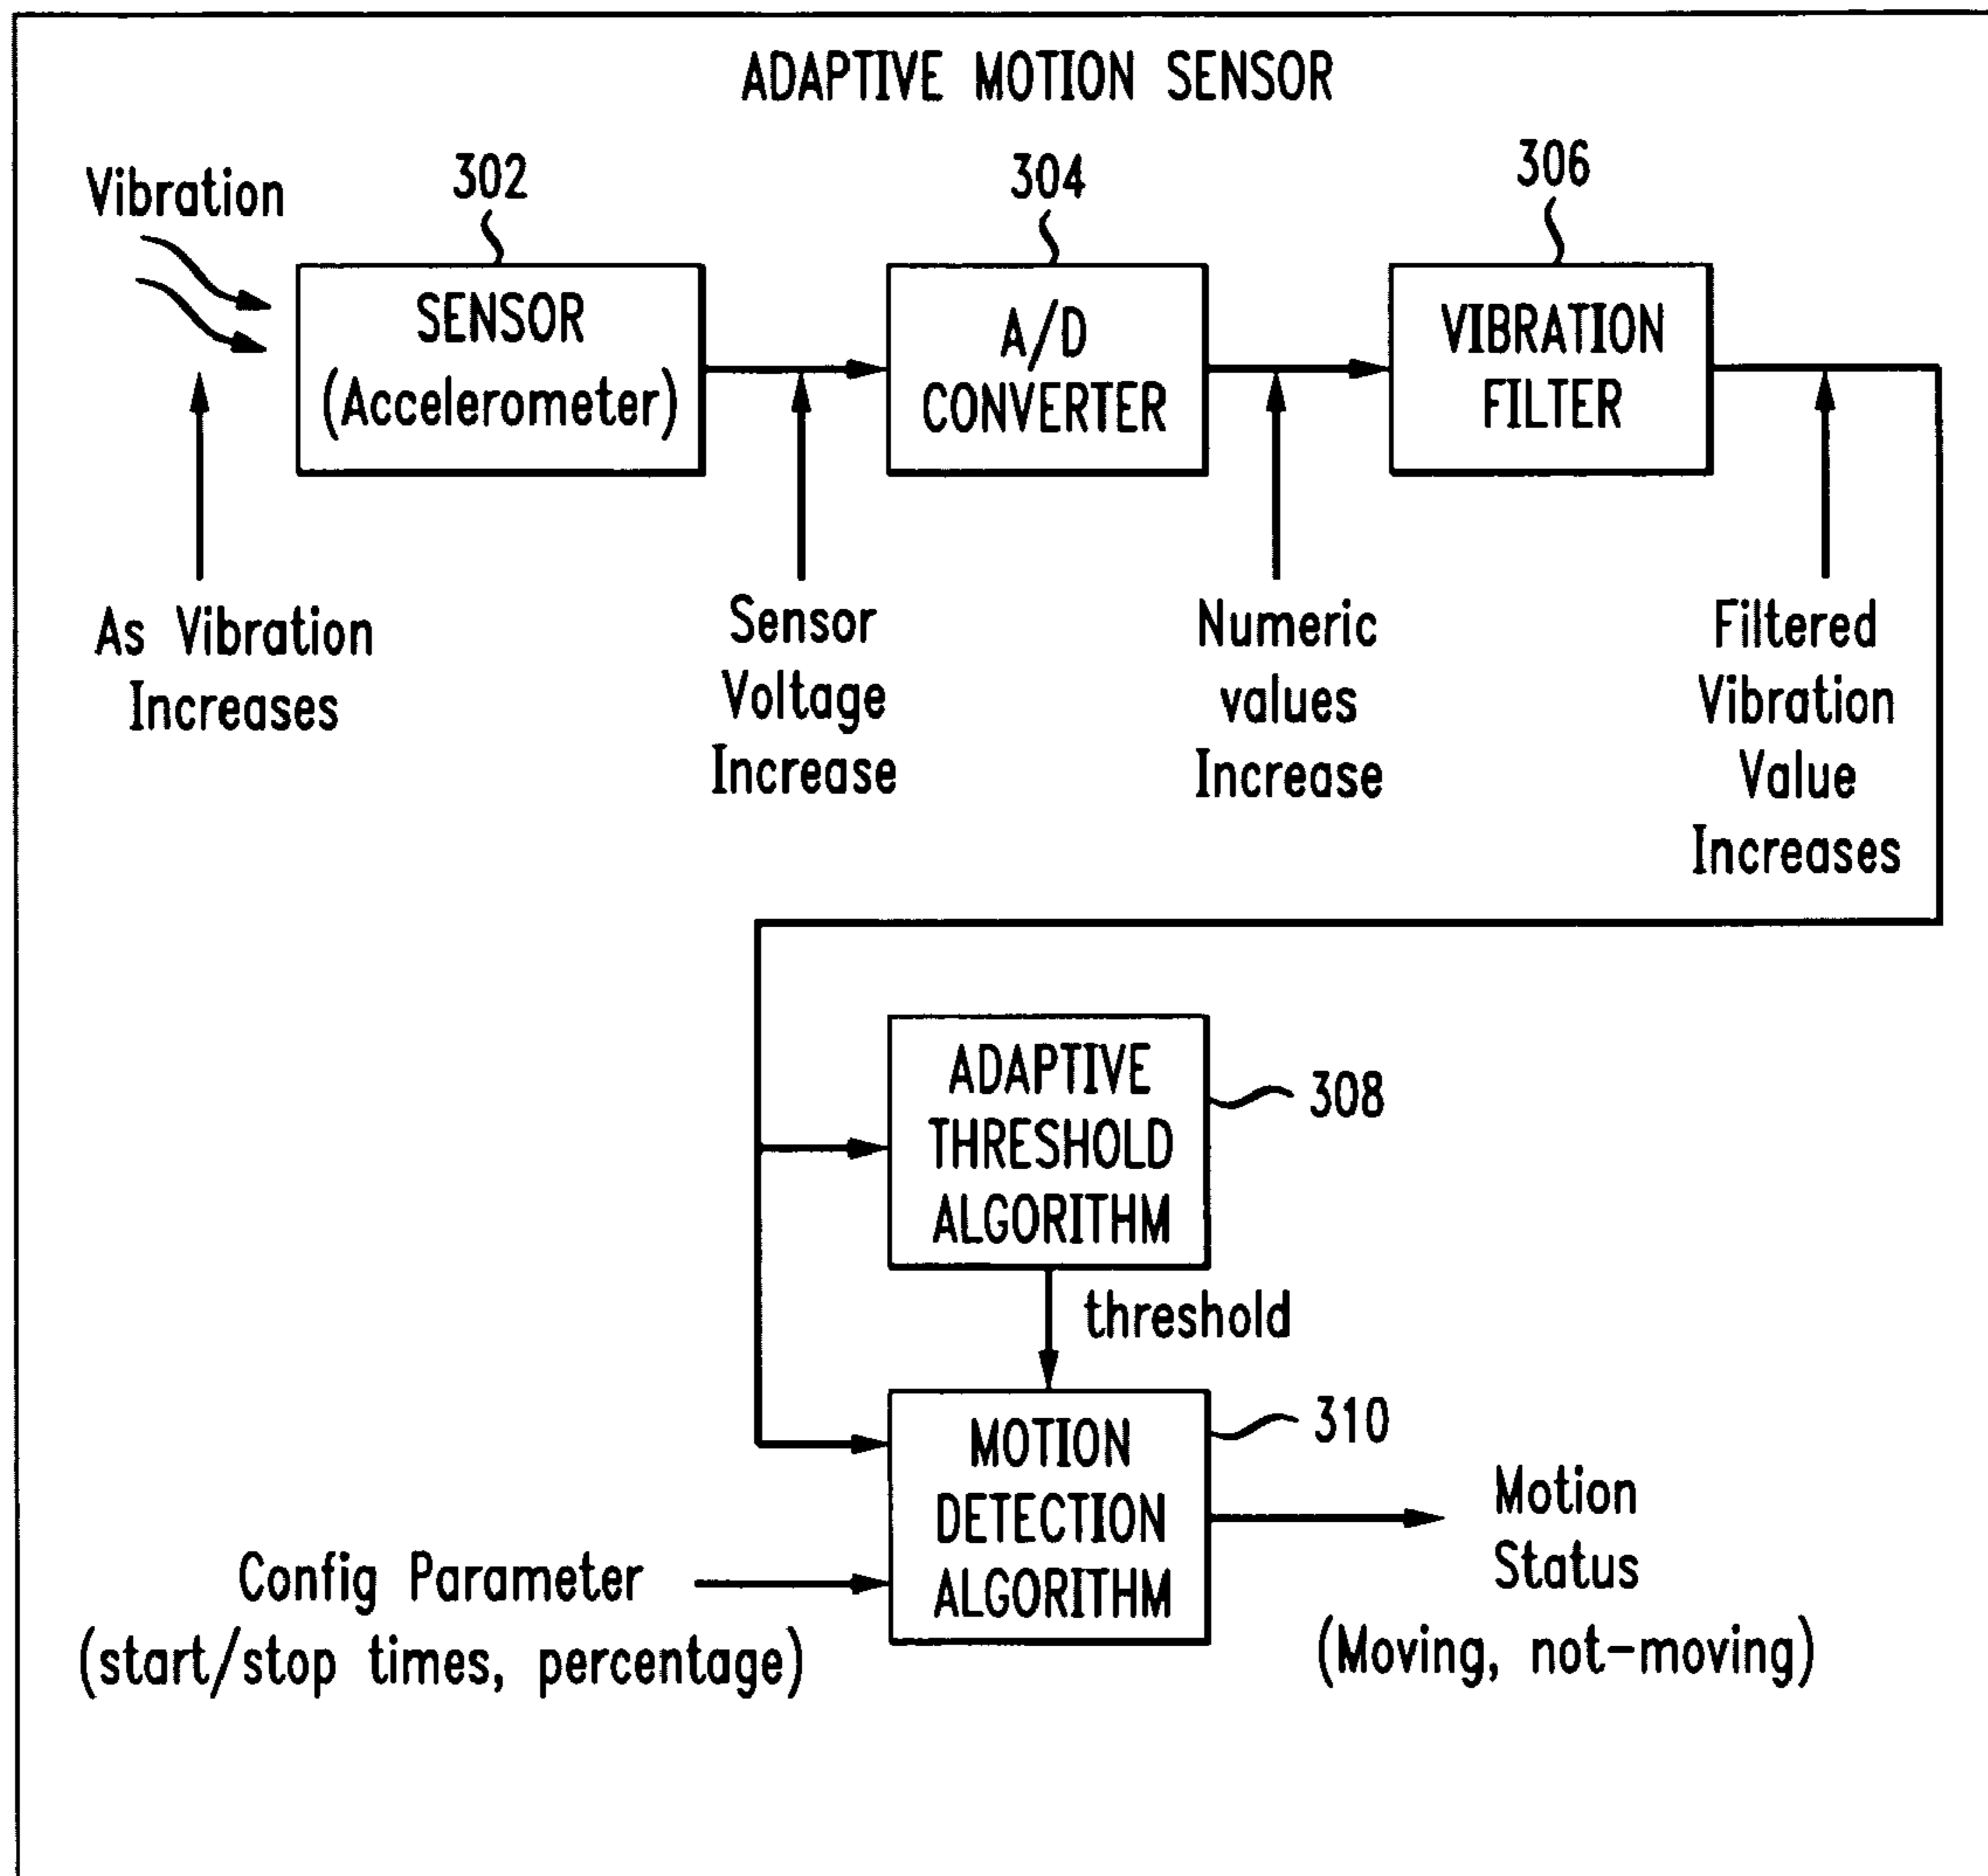 ADAPTIVE MOTION SENSOR
Vibration
302
304
306
SENSOR
(Accelerometer)
A/D
CONVERTER
VIBRATION
FILTER
As Vibration
Increases
Sensor
Voltage
Increase
Numeric
values
Increase
Filtered
Vibration
Value
Increases
ADAPTIVE
THRESHOLD
ALGORITHM
308
threshold
MOTION
DETECTION
ALGORITHM
310
Config Parameter
(start/stop times, percentage)
Motion
Status
(Moving, not-moving)